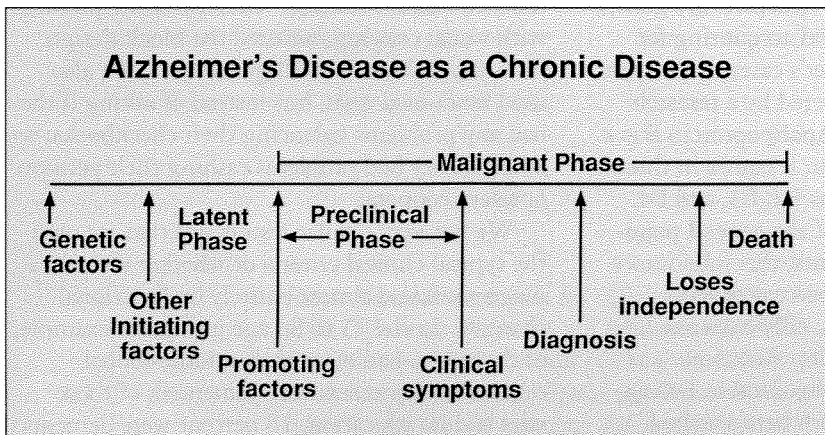 Alzheimer's Disease as a Chronic Disease
Malignant Phase
Latent
Phase
Preclinical
Phase
Genetic
factors
Other
Initiating
factors
Promoting
factors
Clinical
symptoms
Diagnosis
Loses
independence
Death